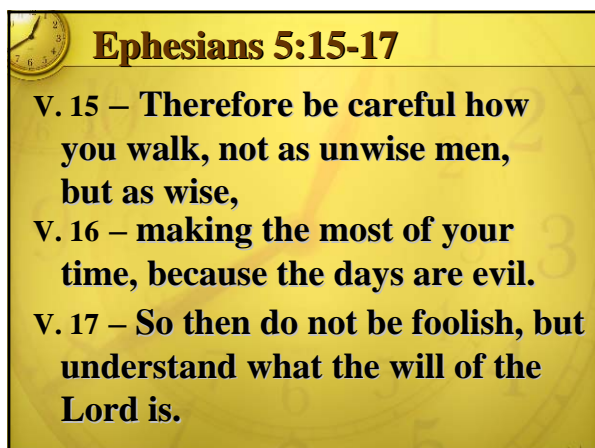 Ephesians 5:15-17
V. 15 – Therefore be careful how
you walk, not as unwise men,
but as wise,
V. 16 – making the most of your
time, because the days are evil.
V. 17 – So then do not be foolish, but
understand what the will of the
Lord is.